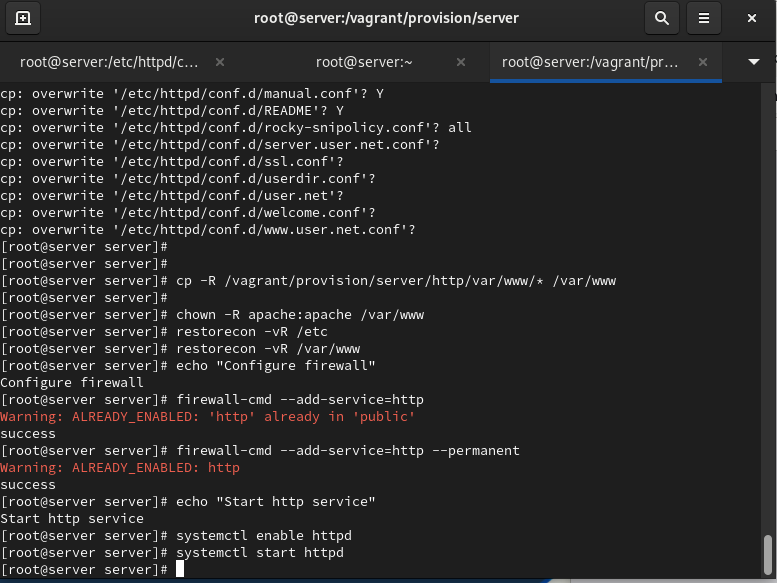 root@server:/vagrant/provision/server
root@server:/etc/httpd/c...
root@server:~
root@server:/vagrant/pr...
cp: overwrite '/etc/httpd/conf.d/manual.conf'? Y
cp: overwrite '/etc/httpd/conf.d/README'? Y
cp: overwrite '/etc/httpd/conf.d/rocky-snipolicy.conf'? all
cp: overwrite '/etc/httpd/conf.d/server.user.net.conf'?
cp: overwrite '/etc/httpd/conf.d/ssl.conf'?
cp: overwrite '/etc/httpd/conf.d/userdir.conf'?
cp: overwrite '/etc/httpd/conf.d/user.net'?
cp: overwrite '/etc/httpd/conf.d/welcome.conf'?
cp: overwrite '/etc/httpd/conf.d/www.user.net.conf'?
[root@server server]#
[root@server server]#
[root@server server]# cp -R /vagrant/provision/server/http/var/www/* /var/www
[root@server server]#
[root@server server]# chown -R apache:apache /var/www
[root@server server]# restorecon -vR /etc
[root@server server]# restorecon -vR /var/www
[root@server server]# echo "Configure firewall"
Configure firewall
[root@server server]# firewall-cmd --add-service=http
Warning: ALREADY_ENABLED: 'http' already in 'public'
success
[root@server server]# firewall-cmd --add-service=http --permanent
Warning: ALREADY_ENABLED: http
success
[root@server server]# echo "Start http service"
Start http service
[root@server server]# systemctl enable httpd
[root@server server]# systemctl start httpd
[root@server server]#